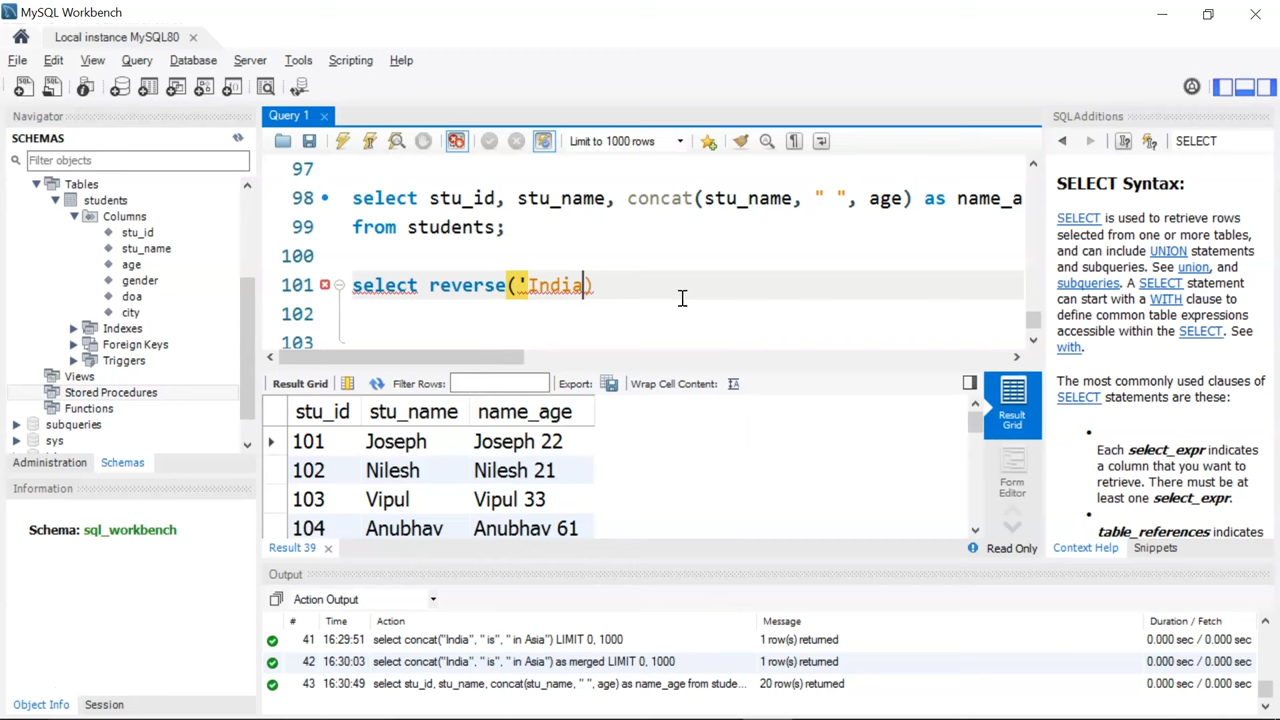 MySQL Workbench
Local instance MySQL80
File Edit View Query Database Server Tools Scripting Help
Navigator
SCHEMAS
Filter objects
Tables
students
Columns
stu_id
stu_name
age
gender
doa
city
Indexes
Foreign Keys
Triggers
Views
Stored Procedures
Functions
subqueries
sys
Administration Schemas
Information
Schema: sql_workbench
Object Info Session
Query 1
Limit to 1000 rows
97
98 select stu_id, stu_name, concat(stu_name, " ", age) as name_a
99 from students;
100
101 select reverse('India)
102
103
Result Grid Filter Rows: Export: Wrap Cell Content:
stu_id stu_name name_age
101 Joseph Joseph 22
102 Nilesh Nilesh 21
103 Vipul Vipul 33
104 Anubhav Anubhav 61
Result Grid
Form Editor
Result 39
Read Only
SQLAdditions
SELECT
SELECT Syntax:
SELECT is used to retrieve rows
selected from one or more tables,
and can include UNION statements
and subqueries. See union, and
subqueries. A SELECT statement
can start with a WITH clause to
define common table expressions
accessible within the SELECT. See
with.
The most commonly used clauses of
SELECT statements are these:
Each select_expr indicates
a column that you want to
retrieve. There must be at
least one select_expr.
table_references indicates
Context Help Snippets
Output
Action Output
# Time Action Message Duration / Fetch
41 16:29:51 select concat("India", " is", " in Asia") LIMIT 0, 1000 1 row(s) returned 0.000 sec / 0.000 sec
42 16:30:03 select concat("India", " is", " in Asia") as merged LIMIT 0, 1000 1 row(s) returned 0.000 sec / 0.000 sec
43 16:30:49 select stu_id, stu_name, concat(stu_name, " ", age) as name_age from stude... 20 row(s) returned 0.000 sec / 0.000 sec